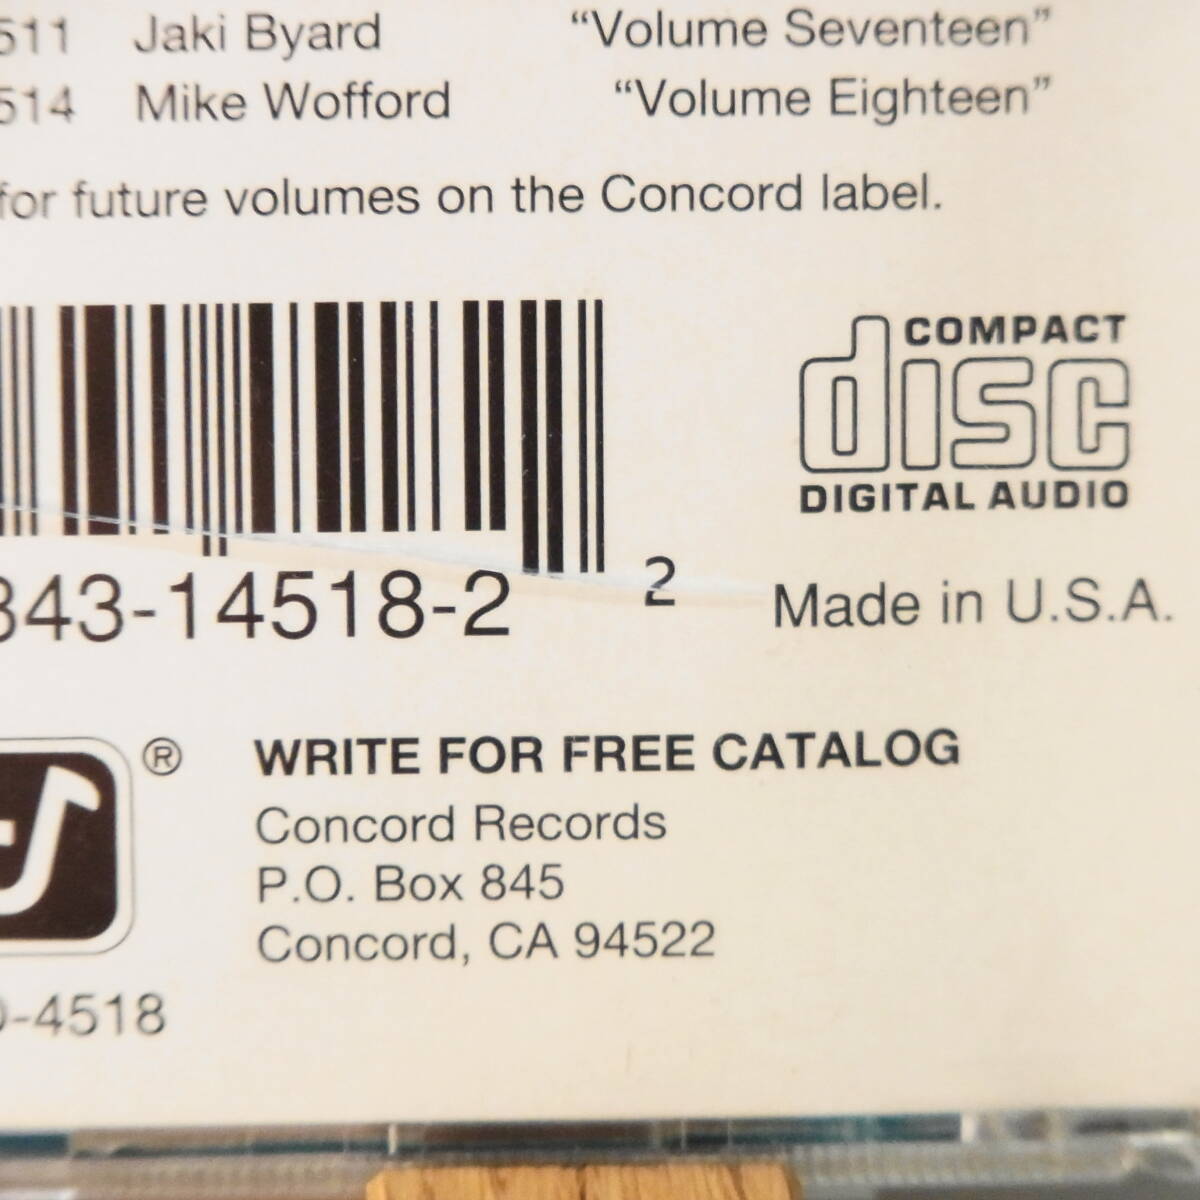 511 Jaki Byard "Volume Seventeen"
514 Mike Wofford "Volume Eighteen"
for future volumes on the Concord label.
COMPACT
disc
DIGITAL AUDIO
343-14518-2 2
Made in U.S.A.
®
WRITE FOR FREE CATALOG
Concord Records
P.O. Box 845
Concord, CA 94522
-4518